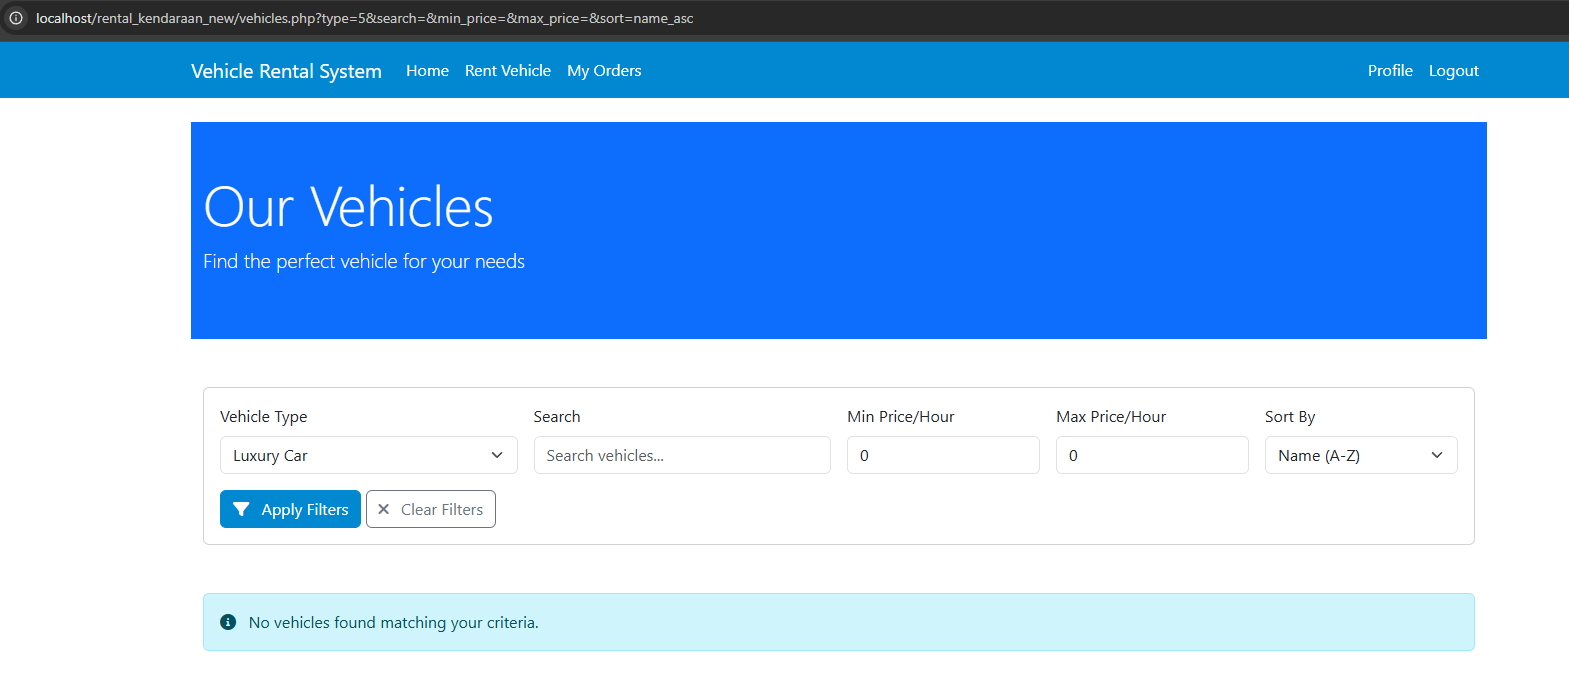 localhost/rental_kendaraan_new/vehicles.php?type=5&search=&min_price=&max_price=&sort=name_asc
Vehicle Rental System Home Rent Vehicle My Orders Profile Logout
Our Vehicles
Find the perfect vehicle for your needs
Vehicle Type Search Min Price/Hour Max Price/Hour Sort By
Luxury Car Search vehicles... 0 0 Name (A-Z)
Apply Filters Clear Filters
No vehicles found matching your criteria.